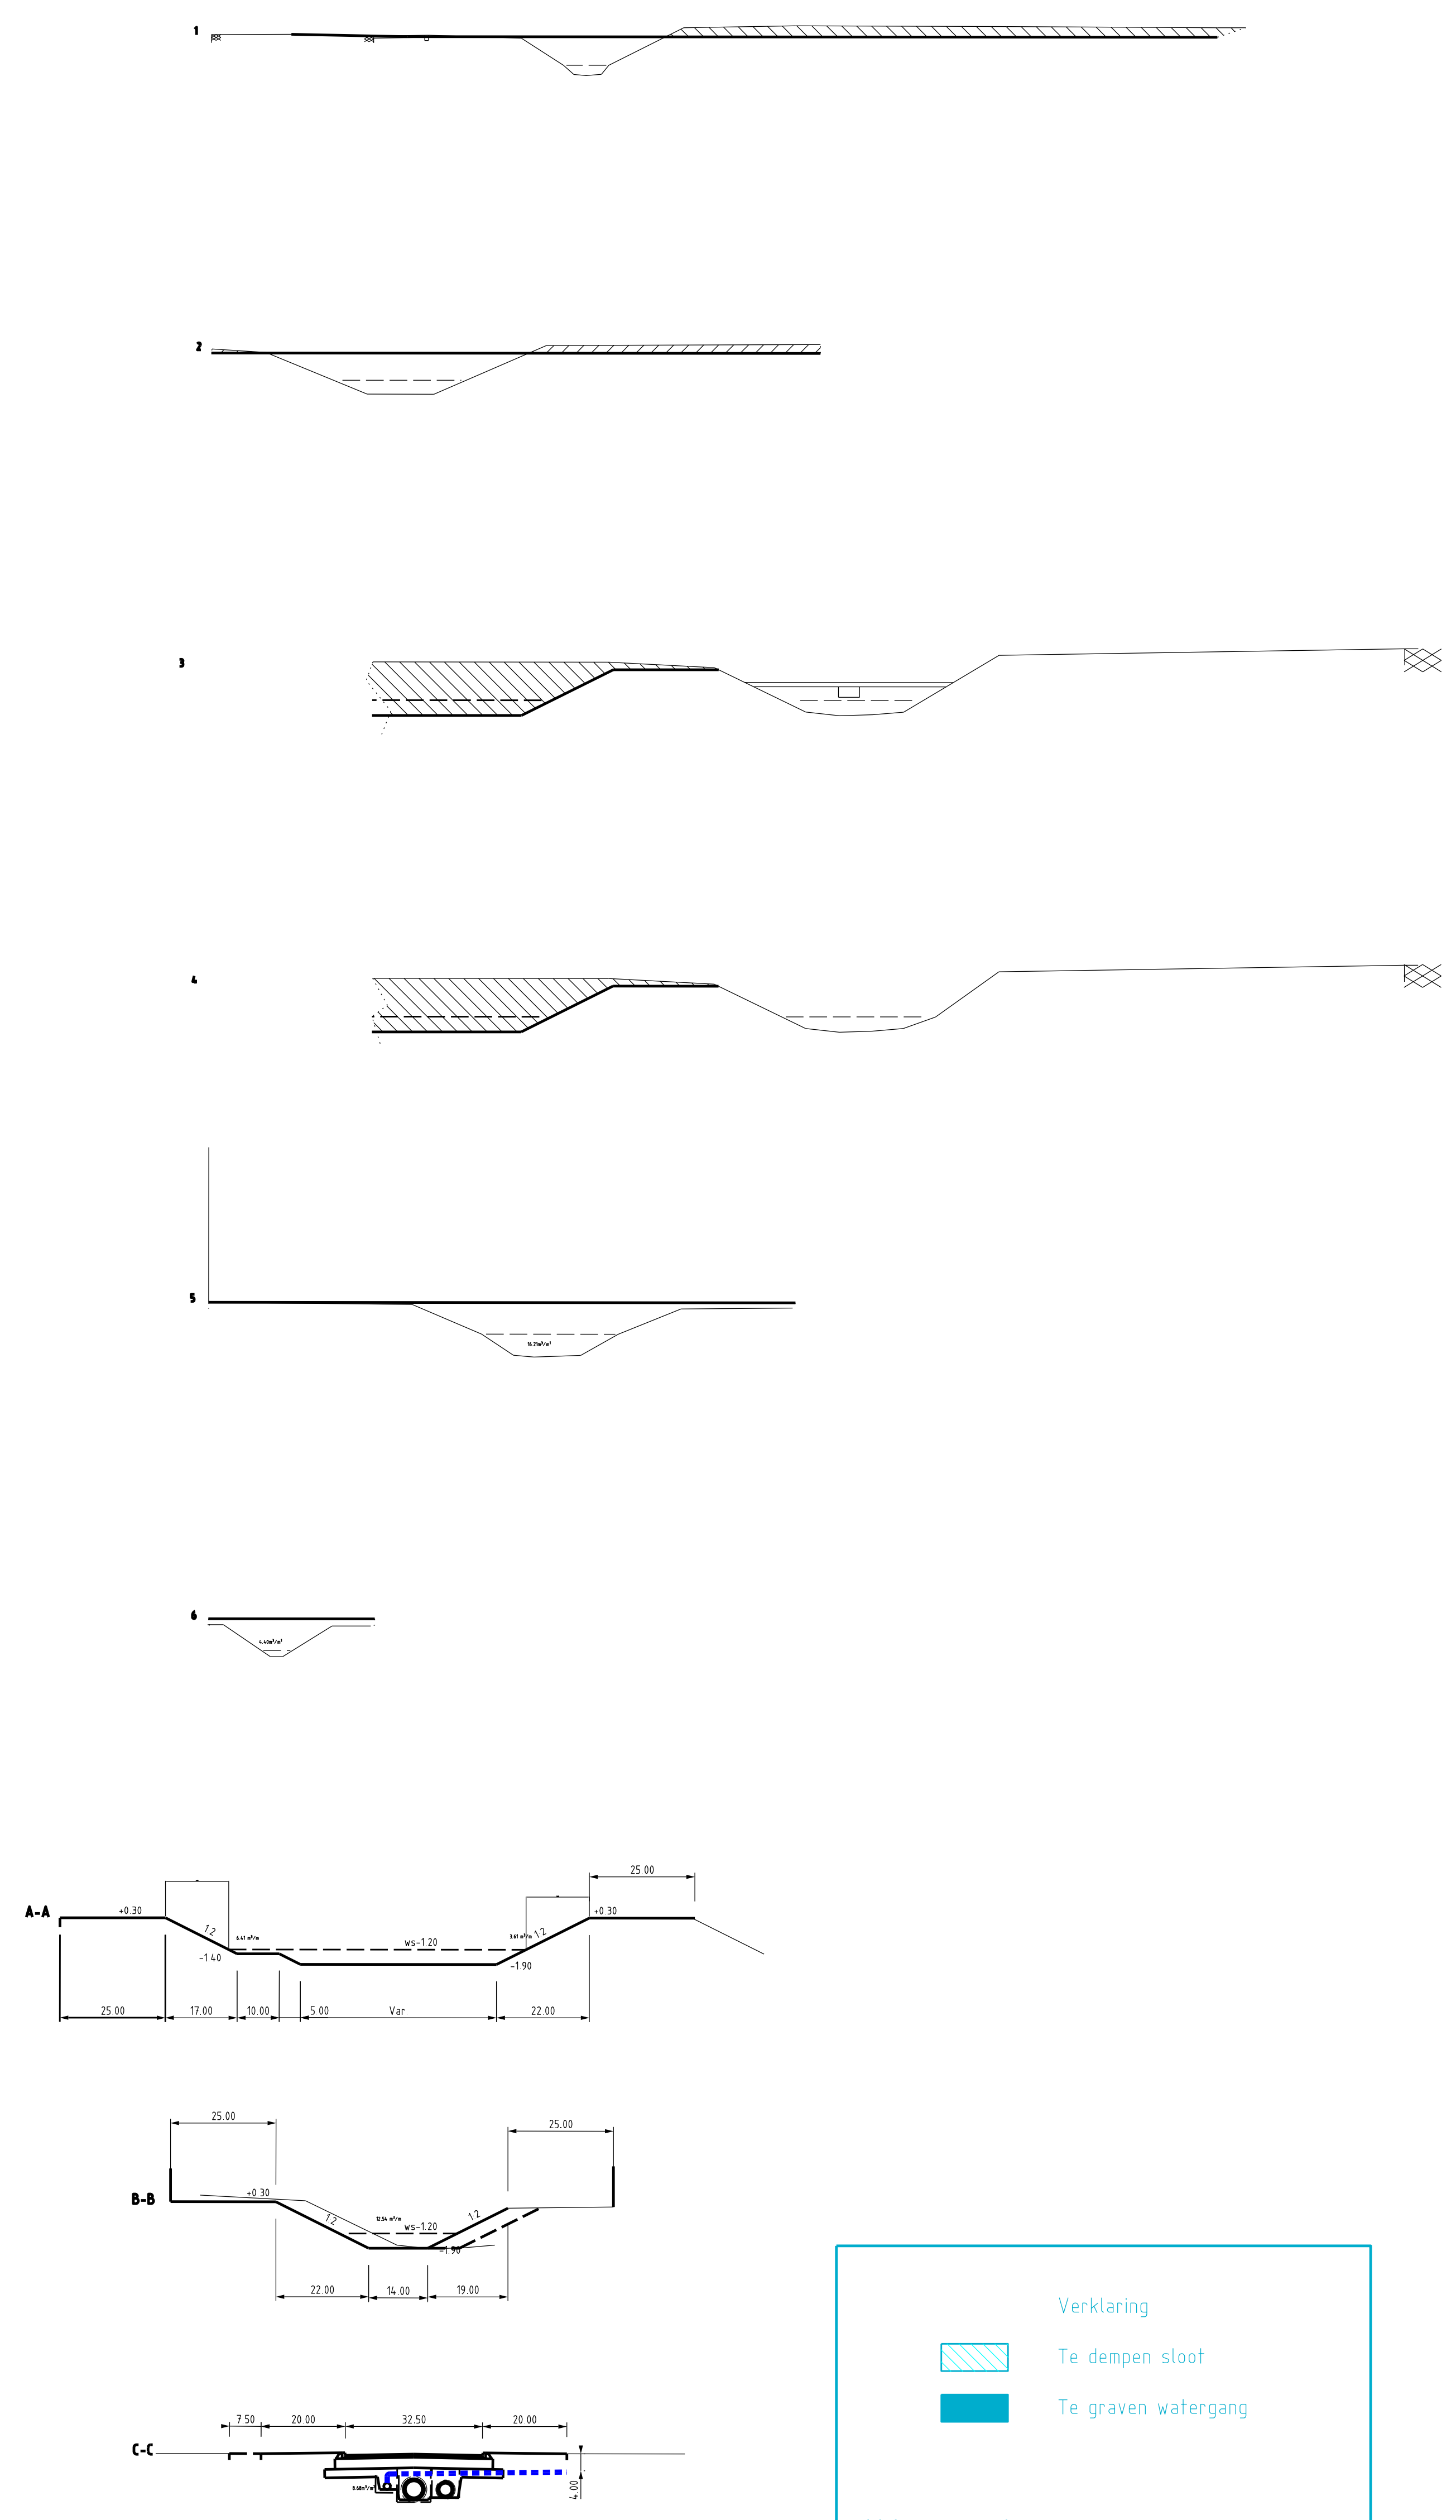 1
2
3
4
5
16.21m³/m¹
6
4.40m³/m¹
25.00
A-A
+0.30
+0.30
1:2
6.41 m³/m
ws-1.20
3.61 m³/m
1:2
-1.40
-1.90
25.00
17.00
10.00
5.00
Var.
22.00
25.00
25.00
B-B
+0.30
1:2
12.54 m³/m
ws-1.20
1:2
-1.90
22.00
14.00
19.00
Verklaring
Te dempen sloot
Te graven watergang
7.50
20.00
32.50
20.00
C-C
8.68m³/m¹
4.00